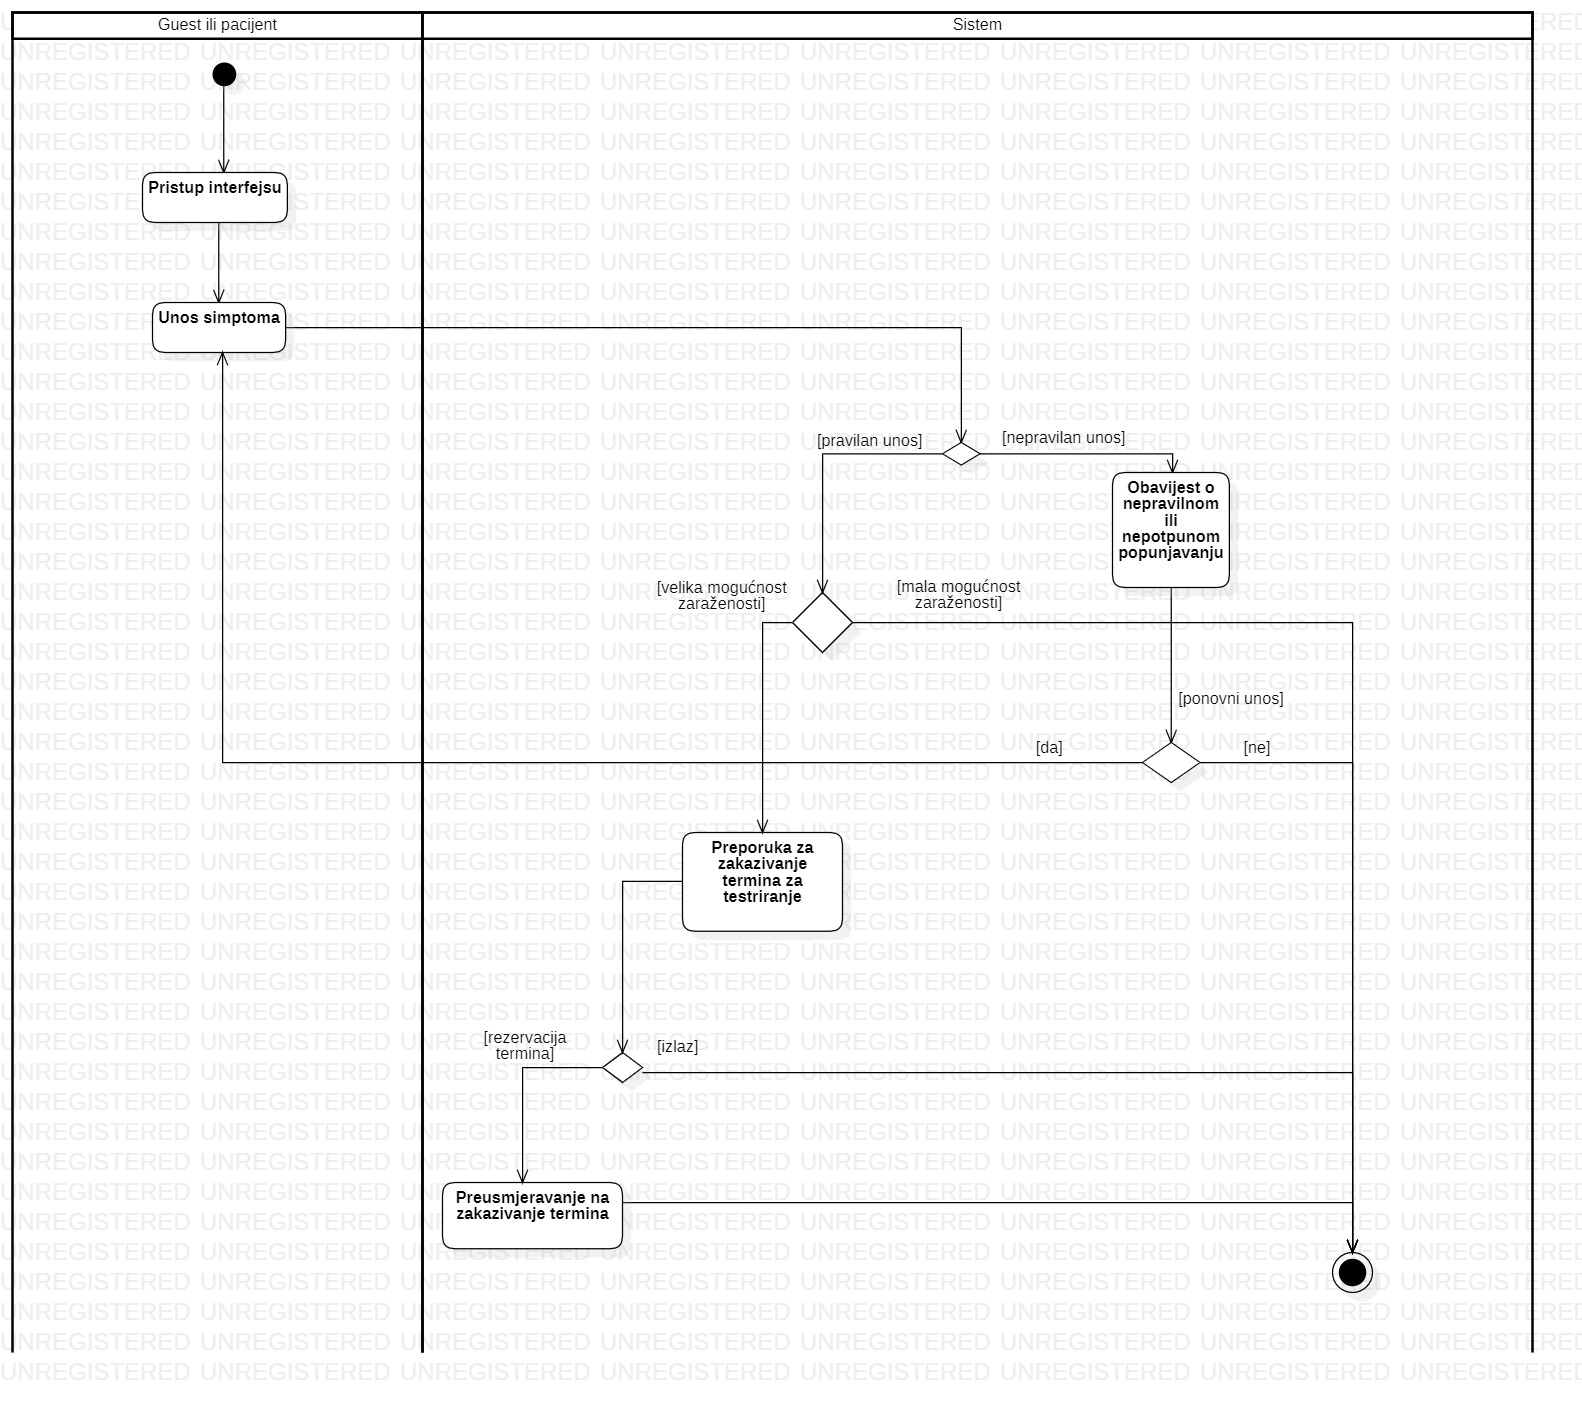 Guest ili pacijent
Sistem
Pristup interfejsu
Unos simptoma
[pravilan unos]
[nepravilan unos]
Obavijest o
nepravilnom
ili
nepotpunom
popunjavanju
[velika mogućnost
zaraženosti]
[mala mogućnost
zaraženosti]
[ponovni unos]
[da]
[ne]
Preporuka za
zakazivanje
termina za
testriranje
[rezervacija
termina]
[izlaz]
Preusmjeravanje na
zakazivanje termina
UNREGISTERED